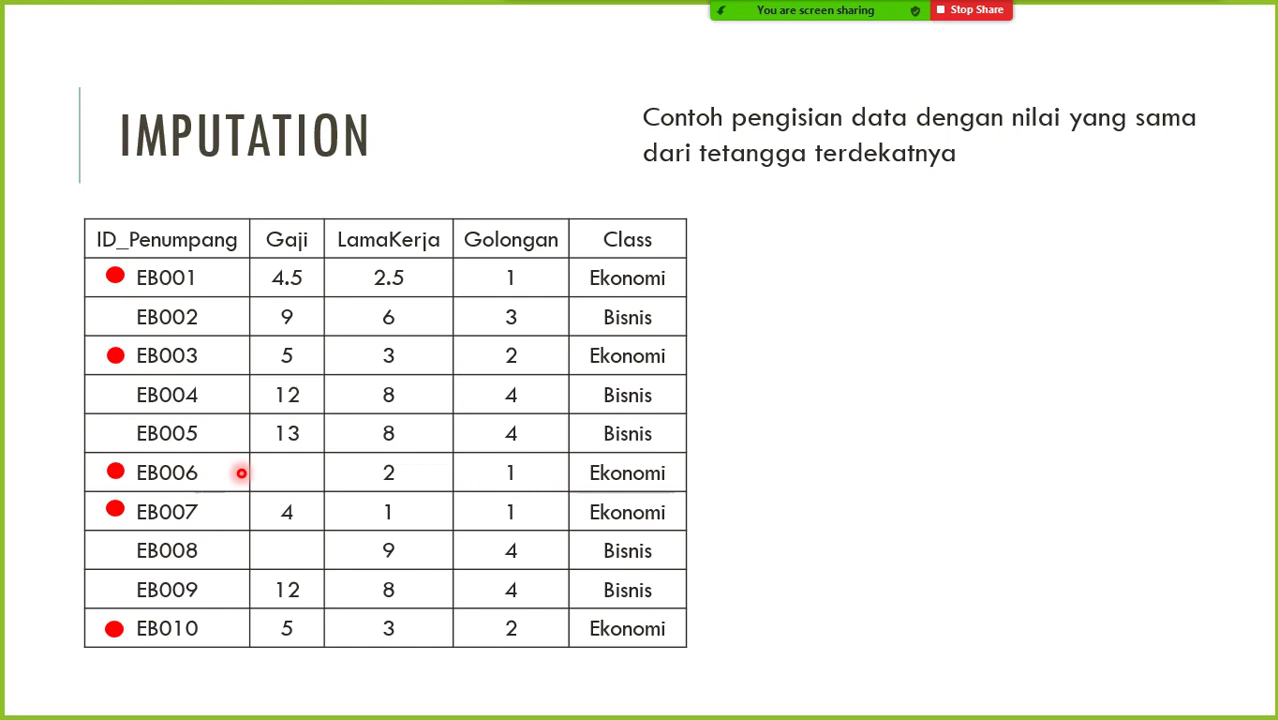 You are screen sharing
Stop Share
IMPUTATION
Contoh pengisian data dengan nilai yang sama
dari tetangga terdekatnya
ID_Penumpang Gaji LamaKerja Golongan Class
EB001 4.5 2.5 1 Ekonomi
EB002 9 6 3 Bisnis
EB003 5 3 2 Ekonomi
EB004 12 8 4 Bisnis
EB005 13 8 4 Bisnis
EB006 2 1 Ekonomi
EB007 4 1 1 Ekonomi
EB008 9 4 Bisnis
EB009 12 8 4 Bisnis
EB010 5 3 2 Ekonomi